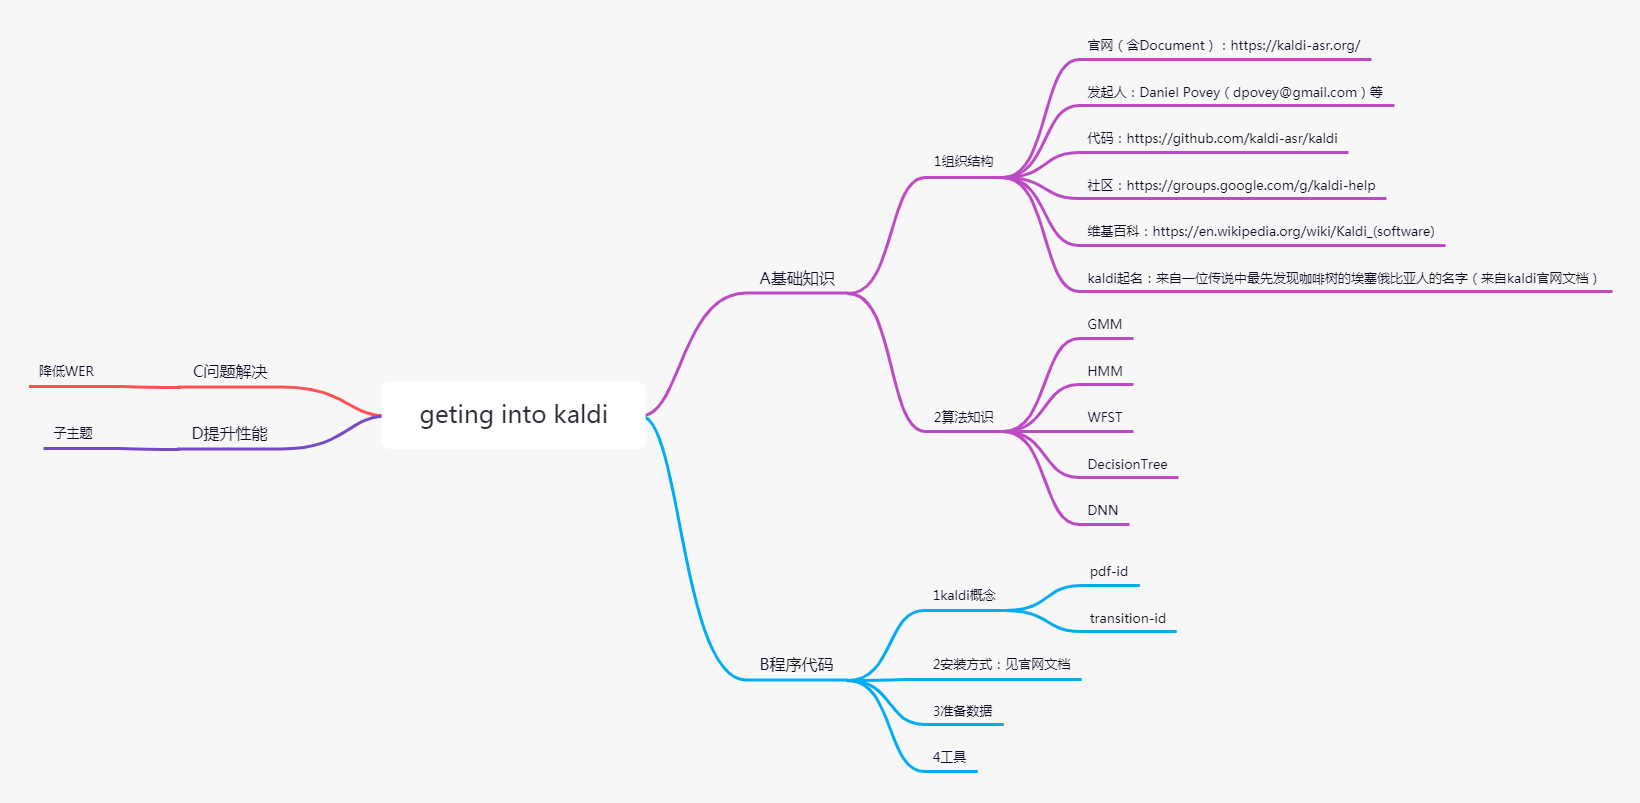 geting into kaldi
A基础知识
1组织结构
官网（含Document）：https://kaldi-asr.org/
发起人：Daniel Povey（dpovey@gmail.com）等
代码：https://github.com/kaldi-asr/kaldi
社区：https://groups.google.com/g/kaldi-help
维基百科：https://en.wikipedia.org/wiki/Kaldi_(software)
kaldi起名：来自一位传说中最先发现咖啡树的埃塞俄比亚人的名字（来自kaldi官网文档）
2算法知识
GMM
HMM
WFST
DecisionTree
DNN
B程序代码
1kaldi概念
pdf-id
transition-id
2安装方式：见官网文档
3准备数据
4工具
C问题解决
降低WER
D提升性能
子主题